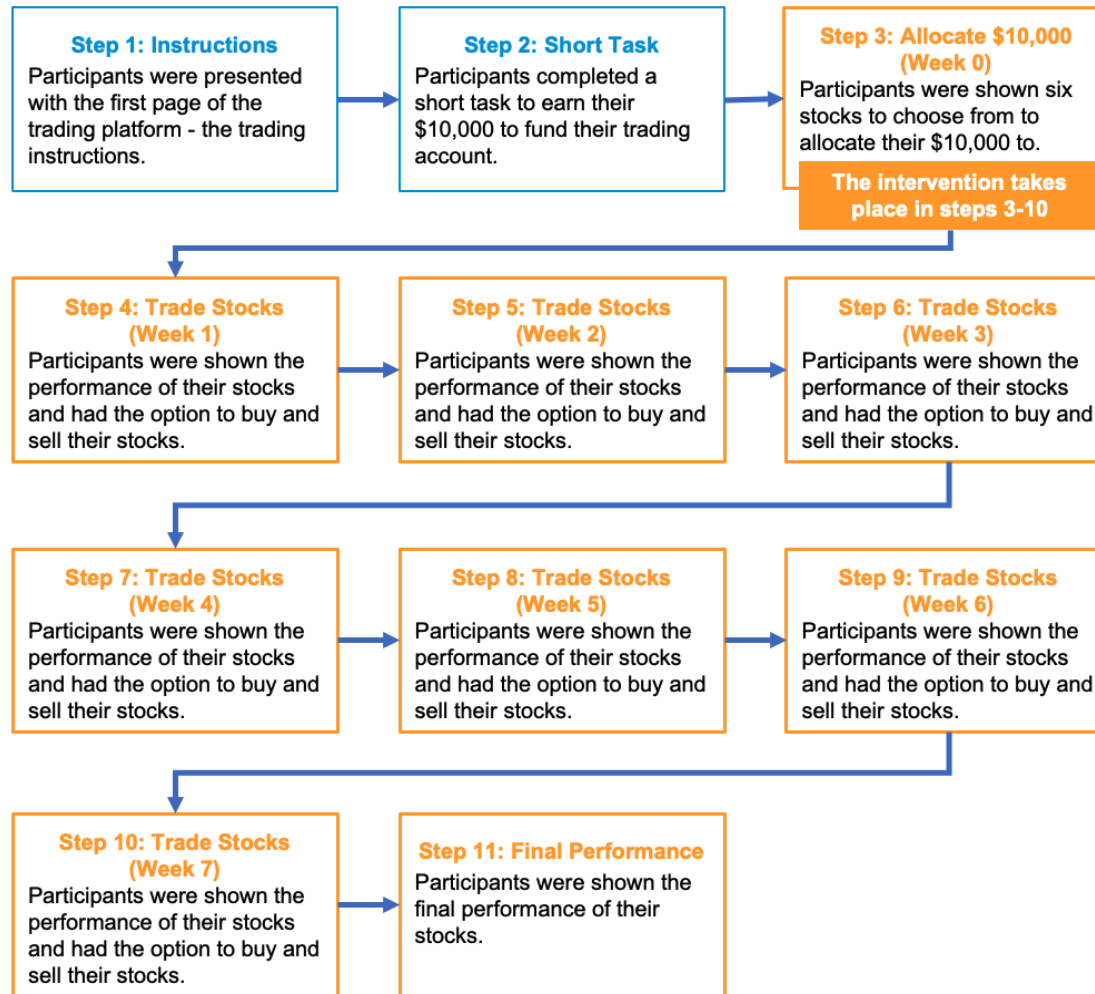 Step 1: Instructions
Participants were presented
with the first page of the
trading platform - the trading
instructions.
Step 2: Short Task
Participants completed a
short task to earn their
$10,000 to fund their trading
account.
Step 3: Allocate $10,000
(Week 0)
Participants were shown six
stocks to choose from to
allocate their $10,000 to.
The intervention takes
place in steps 3-10
Step 4: Trade Stocks
(Week 1)
Participants were shown the
performance of their stocks
and had the option to buy and
sell their stocks.
Step 5: Trade Stocks
(Week 2)
Participants were shown the
performance of their stocks
and had the option to buy and
sell their stocks.
Step 6: Trade Stocks
(Week 3)
Participants were shown the
performance of their stocks
and had the option to buy and
sell their stocks.
Step 7: Trade Stocks
(Week 4)
Participants were shown the
performance of their stocks
and had the option to buy and
sell their stocks.
Step 8: Trade Stocks
(Week 5)
Participants were shown the
performance of their stocks
and had the option to buy and
sell their stocks.
Step 9: Trade Stocks
(Week 6)
Participants were shown the
performance of their stocks
and had the option to buy and
sell their stocks.
Step 10: Trade Stocks
(Week 7)
Participants were shown the
performance of their stocks
and had the option to buy and
sell their stocks.
Step 11: Final Performance
Participants were shown the
final performance of their
stocks.